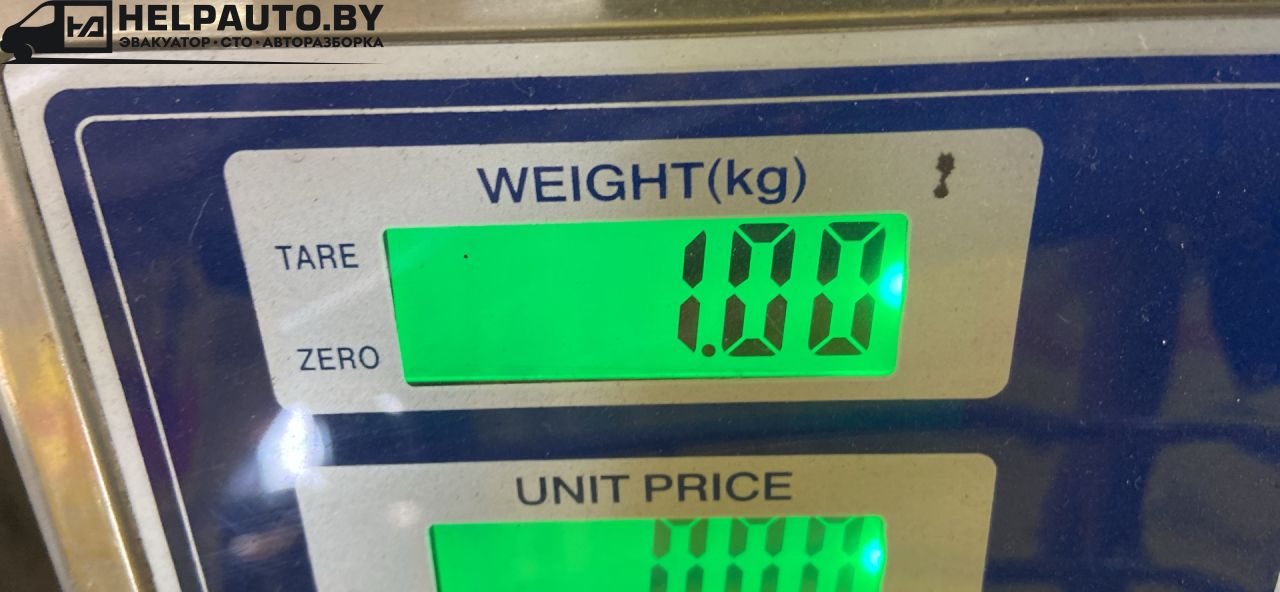 HELPAUTO.BY
ЭВАКУАТОР·СТО·АВТОРАЗБОРКА
WEIGHT(kg)
TARE
1.00
ZERO
UNIT PRICE